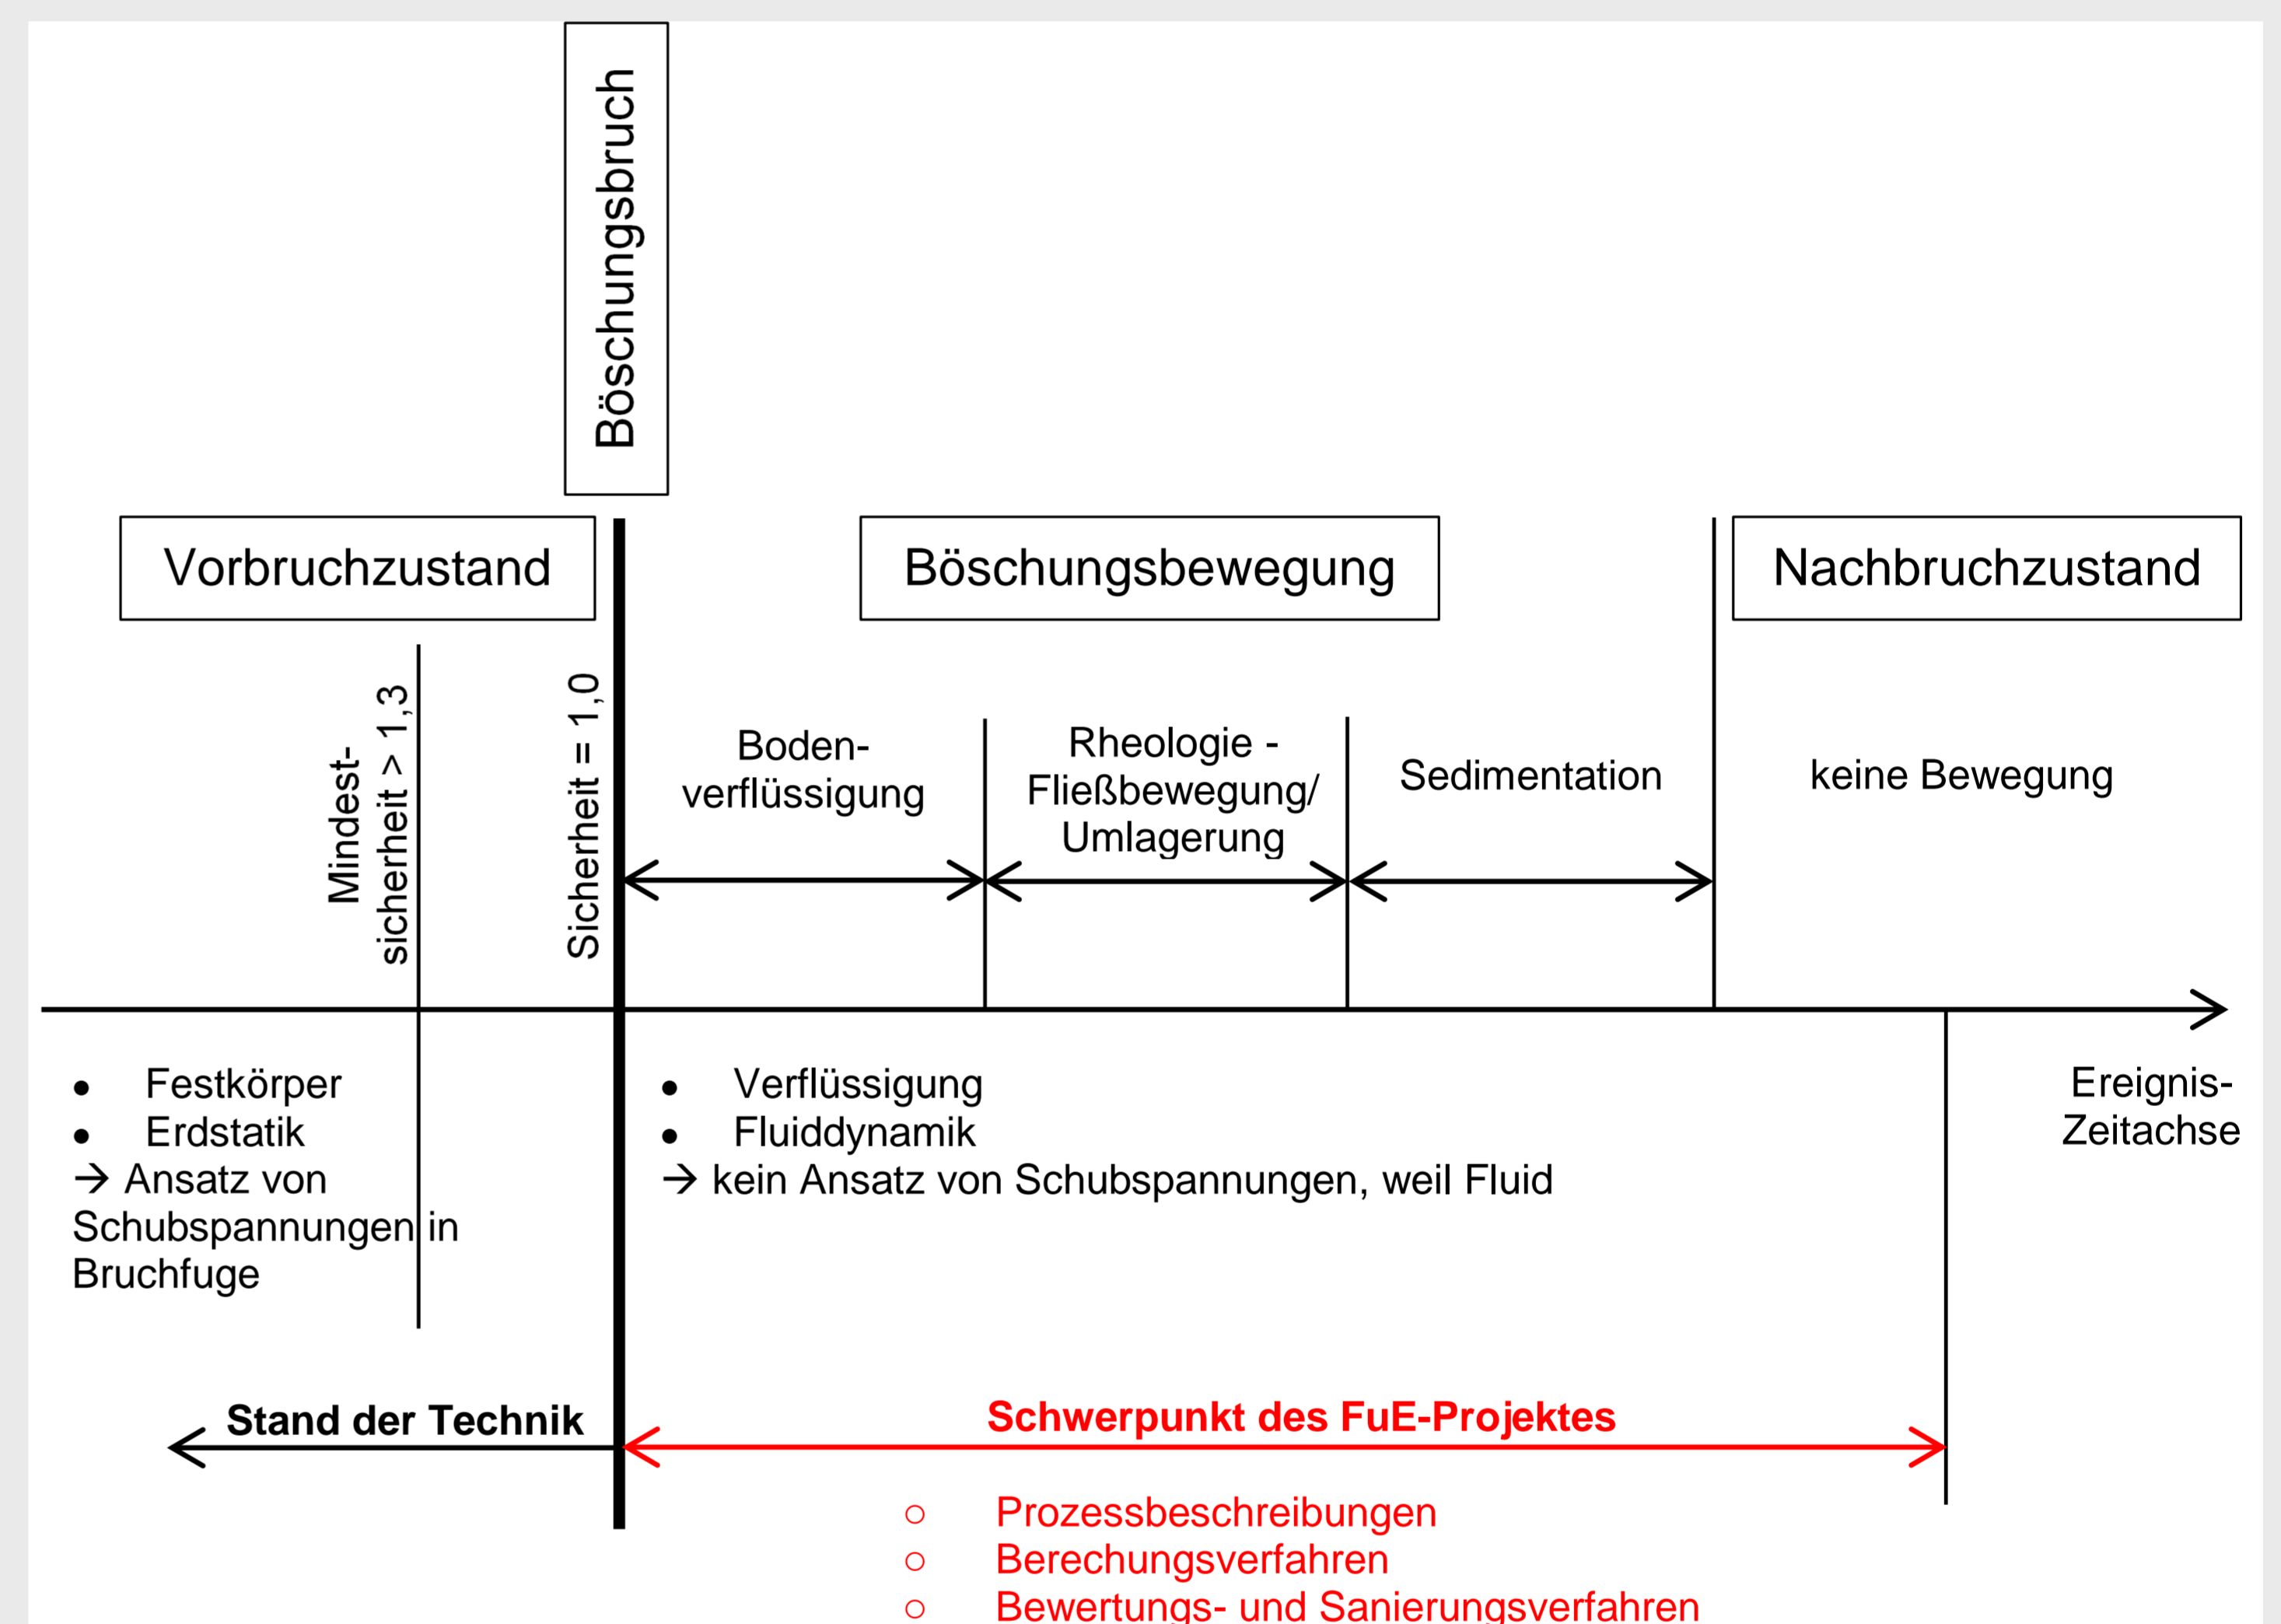 Böschungsbruch
Vorbruchzustand
Böschungsbewegung
Nachbruchzustand
Mindest-
sicherheit > 1,3
Sicherheit = 1,0
Boden-
verflüssigung
Rheologie -
Fließbewegung/
Umlagerung
Sedimentation
keine Bewegung
● Festkörper
● Erdstatik
→ Ansatz von
Schubspannungen in
Bruchfuge
● Verflüssigung
● Fluiddynamik
→ kein Ansatz von Schubspannungen, weil Fluid
Ereignis-
Zeitachse
Stand der Technik
Schwerpunkt des FuE-Projektes
○ Prozessbeschreibungen
○ Berechungsverfahren
○ Bewertungs- und Sanierungsverfahren